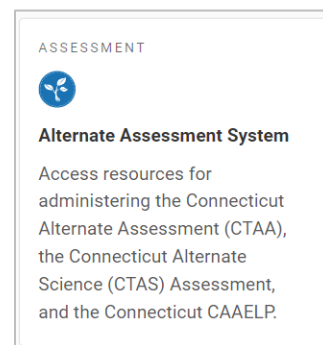 ASSESSMENT
Alternate Assessment System
Access resources for
administering the Connecticut
Alternate Assessment (CTAA),
the Connecticut Alternate
Science (CTAS) Assessment,
and the Connecticut CAAELP.